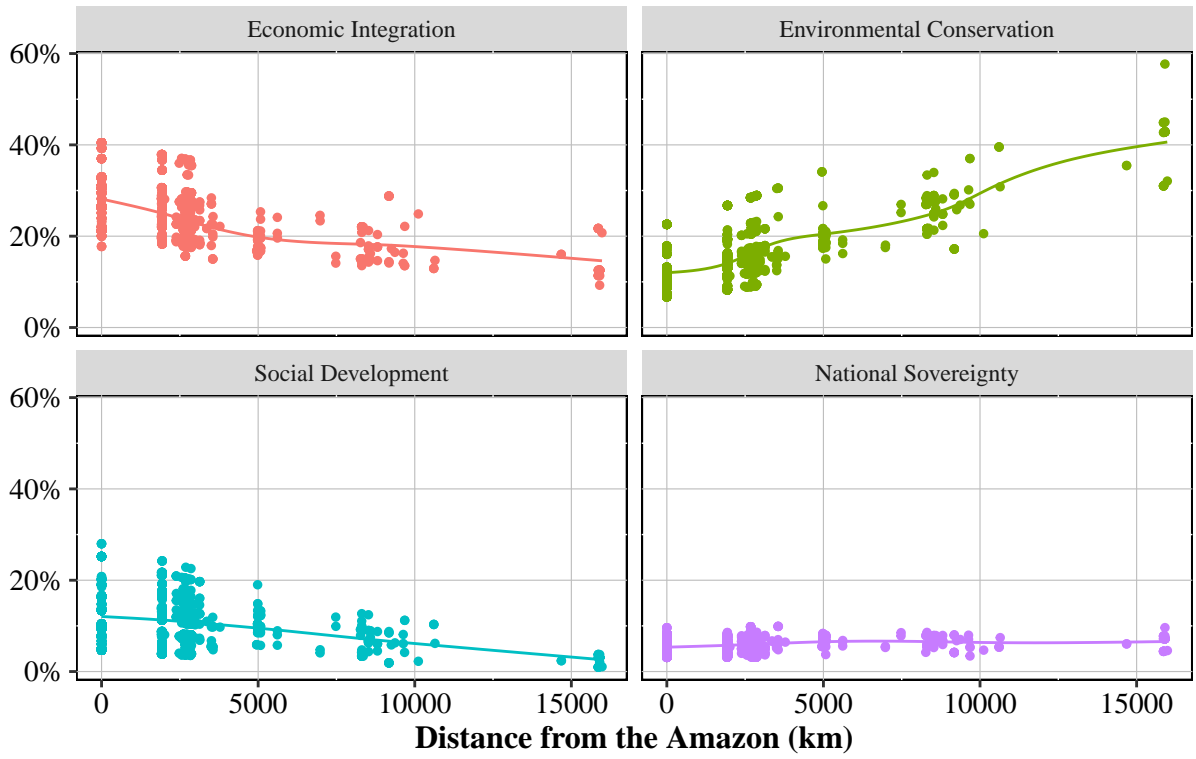 Economic Integration
Environmental Conservation
60%
40%
20%
0%
Social Development
National Sovereignty
60%
40%
20%
0%
0 5000 10000 15000 0 5000 10000 15000
Distance from the Amazon (km)